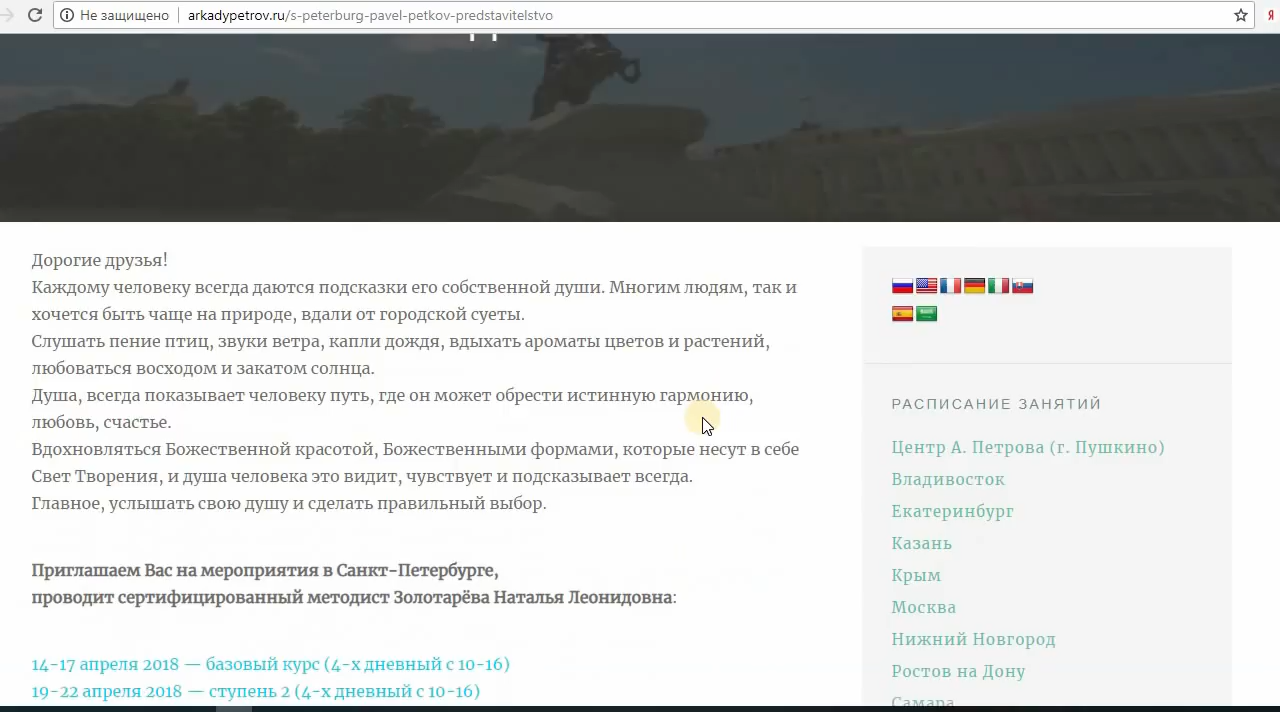 Не защищено
arkadypetrov.ru/s-peterburg-pavel-petkov-predstavitelstvo
Я
Дорогие друзья!
Каждому человеку всегда даются подсказки его собственной души. Многим людям, так и
хочется быть чаще на природе, вдали от городской суеты.
Слушать пение птиц, звуки ветра, капли дождя, вдыхать ароматы цветов и растений,
любоваться восходом и закатом солнца.
Душа, всегда показывает человеку путь, где он может обрести истинную гармонию,
любовь, счастье.
Вдохновляться Божественной красотой, Божественными формами, которые несут в себе
Свет Творения, и душа человека это видит, чувствует и подсказывает всегда.
Главное, услышать свою душу и сделать правильный выбор.
Приглашаем Вас на мероприятия в Санкт-Петербурге,
проводит сертифицированный методист Золотарёва Наталья Леонидовна:
14-17 апреля 2018 — базовый курс (4-х дневный с 10-16)
19-22 апреля 2018 — ступень 2 (4-х дневный с 10-16)
РАСПИСАНИЕ ЗАНЯТИЙ
Центр А. Петрова (г. Пушкино)
Владивосток
Екатеринбург
Казань
Крым
Москва
Нижний Новгород
Ростов на Дону
Самара